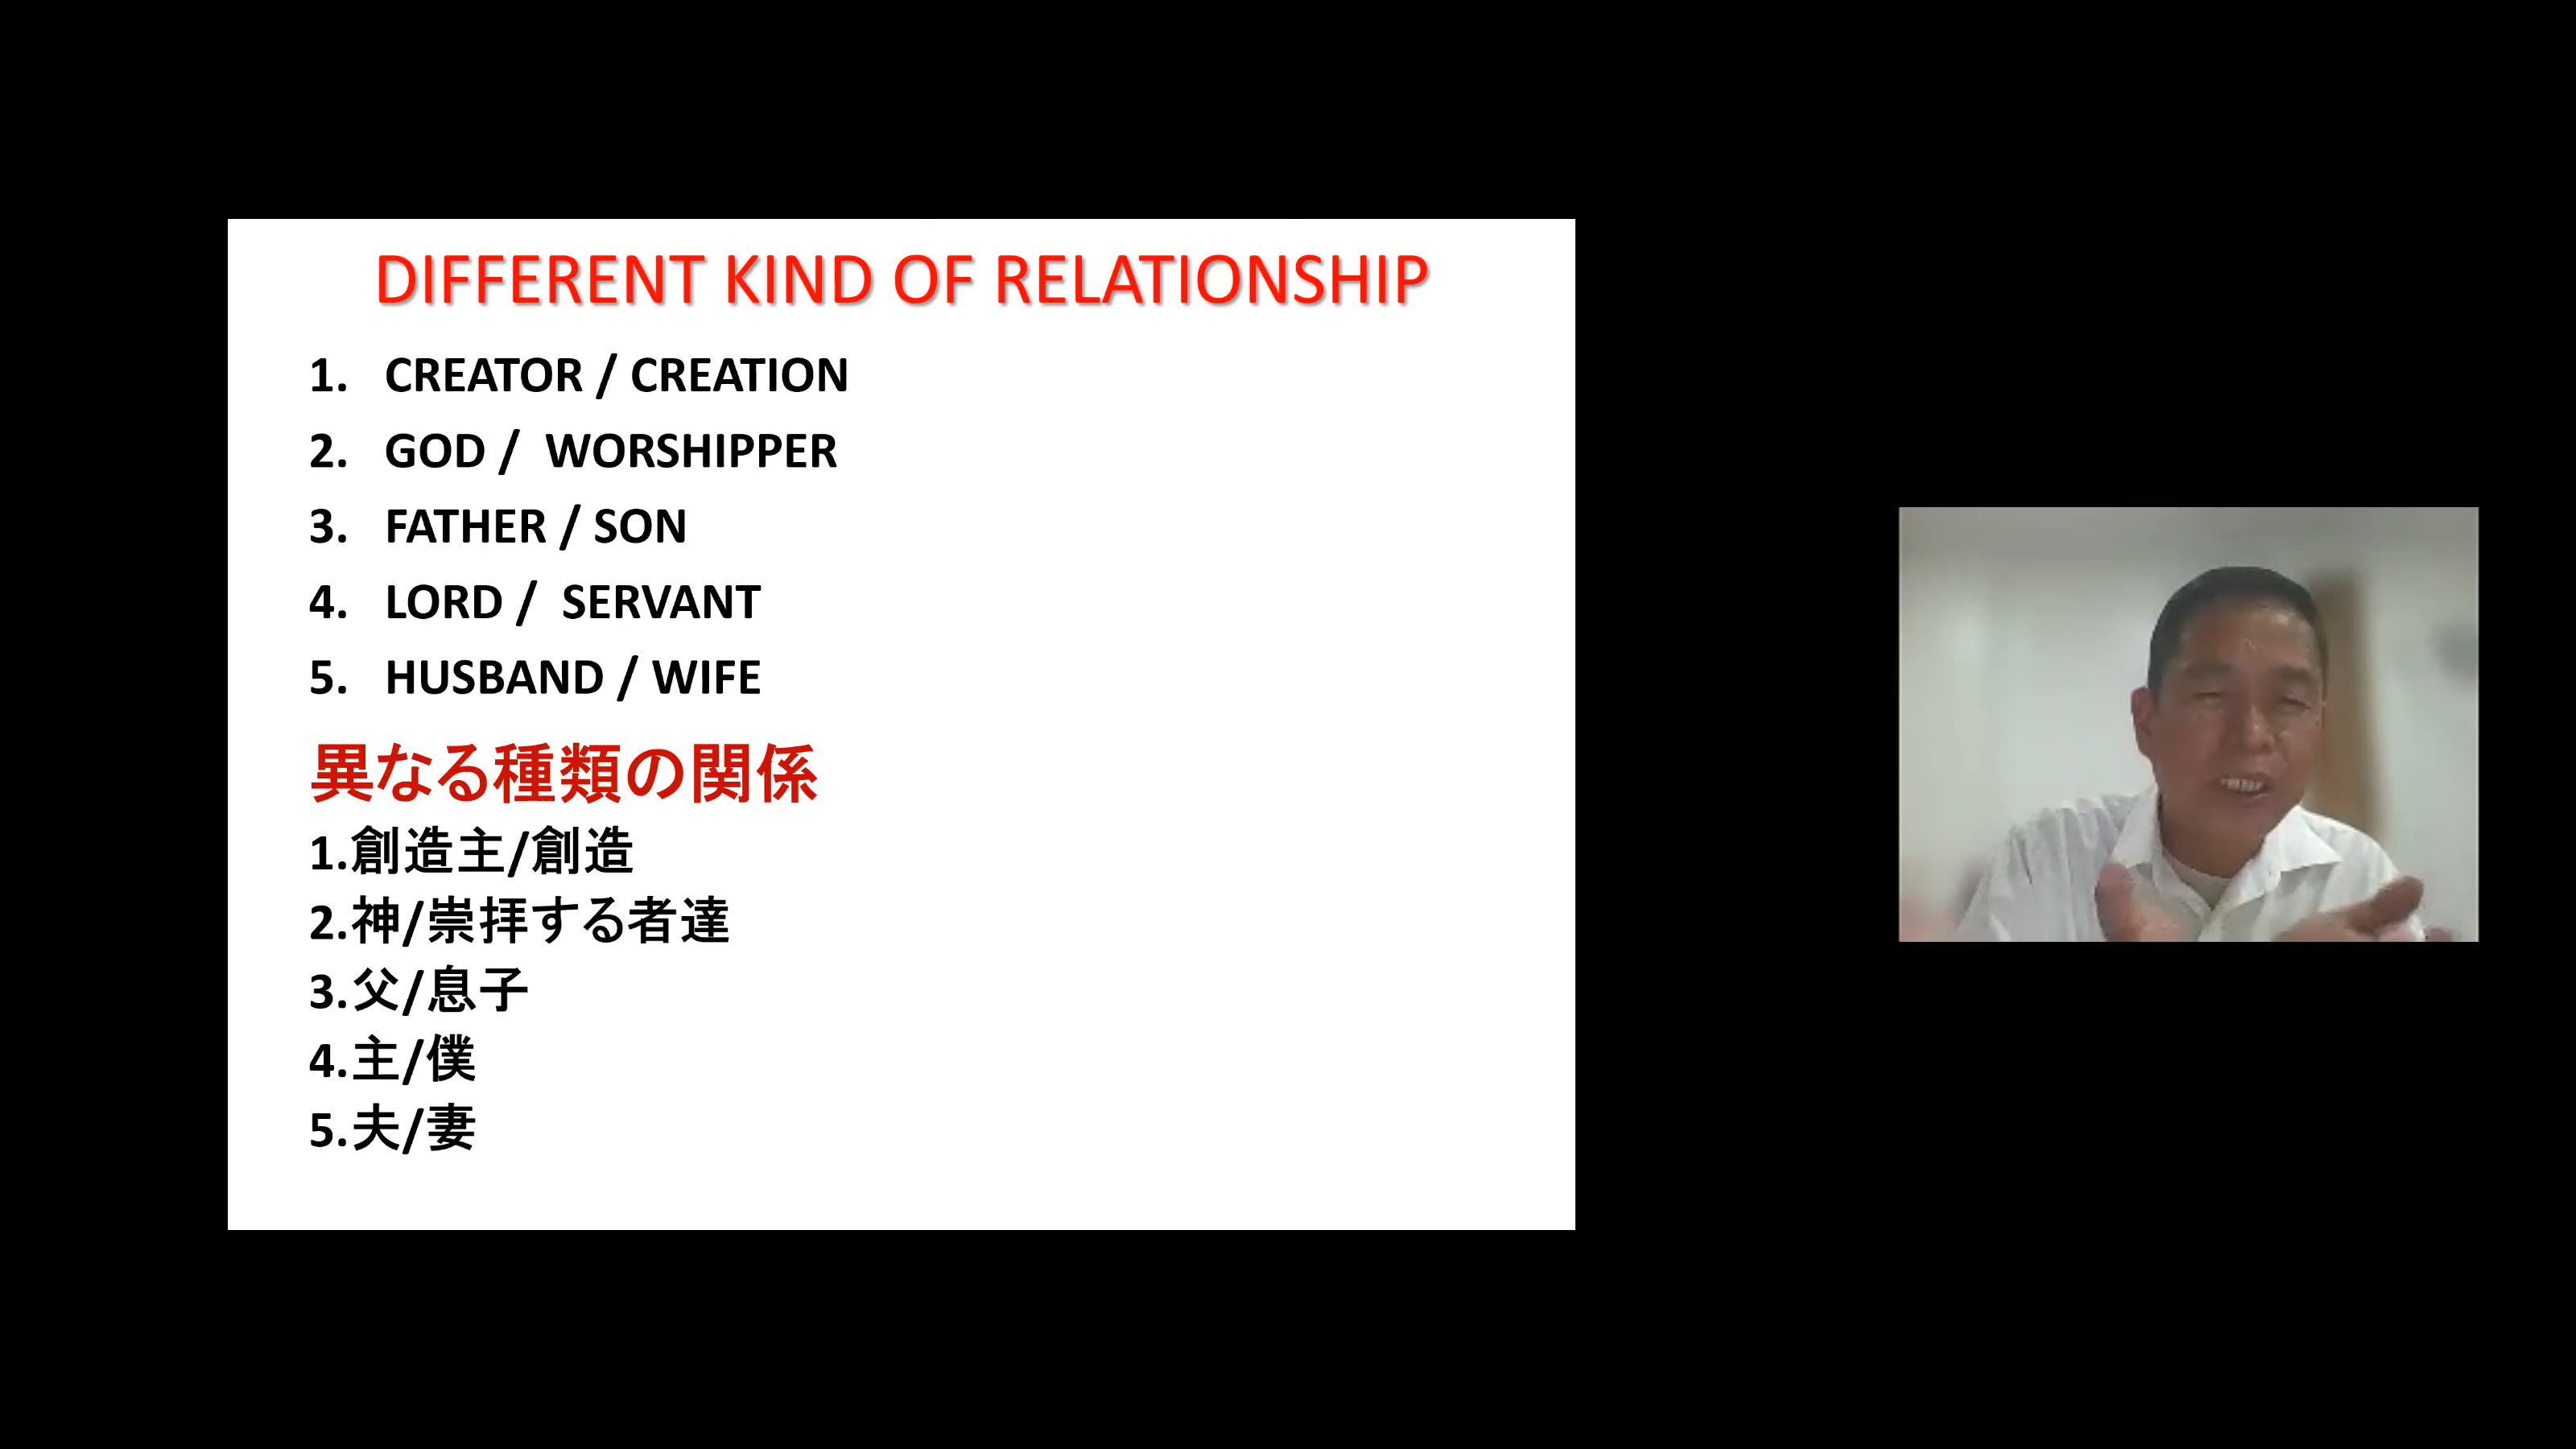 DIFFERENT KIND OF RELATIONSHIP
1. CREATOR / CREATION
2. GOD / WORSHIPPER
3. FATHER / SON
4. LORD / SERVANT
5. HUSBAND / WIFE
異なる種類の関係
1.創造主/創造
2.神/崇拝する者達
3.父/息子
4.主/僕
5.夫/妻